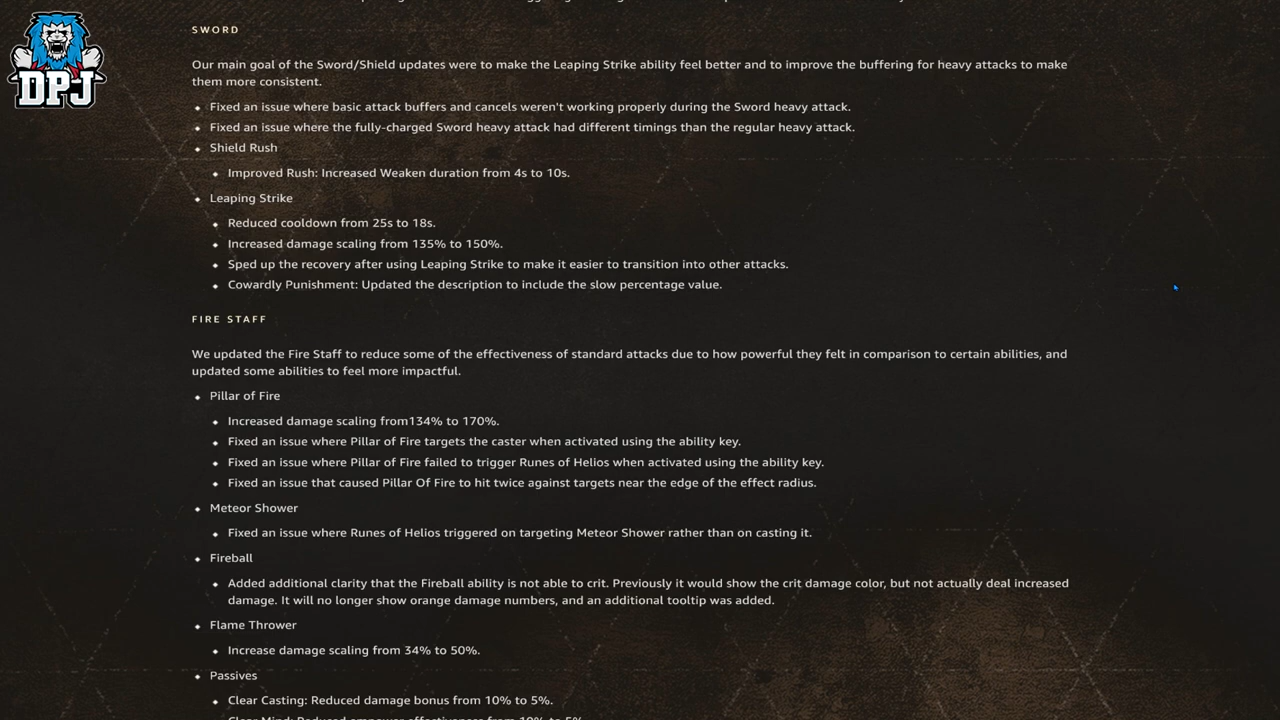 DPJ
SWORD
Our main goal of the Sword/Shield updates were to make the Leaping Strike ability feel better and to improve the buffering for heavy attacks to make
them more consistent.
Fixed an issue where basic attack buffers and cancels weren't working properly during the Sword heavy attack.
Fixed an issue where the fully-charged Sword heavy attack had different timings than the regular heavy attack.
Shield Rush
Improved Rush: Increased Weaken duration from 4s to 10s.
Leaping Strike
Reduced cooldown from 25s to 18s.
Increased damage scaling from 135% to 150%.
Sped up the recovery after using Leaping Strike to make it easier to transition into other attacks.
Cowardly Punishment: Updated the description to include the slow percentage value.
FIRE STAFF
We updated the Fire Staff to reduce some of the effectiveness of standard attacks due to how powerful they felt in comparison to certain abilities, and
updated some abilities to feel more impactful.
Pillar of Fire
Increased damage scaling from134% to 170%.
Fixed an issue where Pillar of Fire targets the caster when activated using the ability key.
Fixed an issue where Pillar of Fire failed to trigger Runes of Helios when activated using the ability key.
Fixed an issue that caused Pillar Of Fire to hit twice against targets near the edge of the effect radius.
Meteor Shower
Fixed an issue where Runes of Helios triggered on targeting Meteor Shower rather than on casting it.
Fireball
Added additional clarity that the Fireball ability is not able to crit. Previously it would show the crit damage color, but not actually deal increased
damage. It will no longer show orange damage numbers, and an additional tooltip was added.
Flame Thrower
Increase damage scaling from 34% to 50%.
Passives
Clear Casting: Reduced damage bonus from 10% to 5%.
Clear Mind: Reduced empower effectiveness from 10% to 5%.